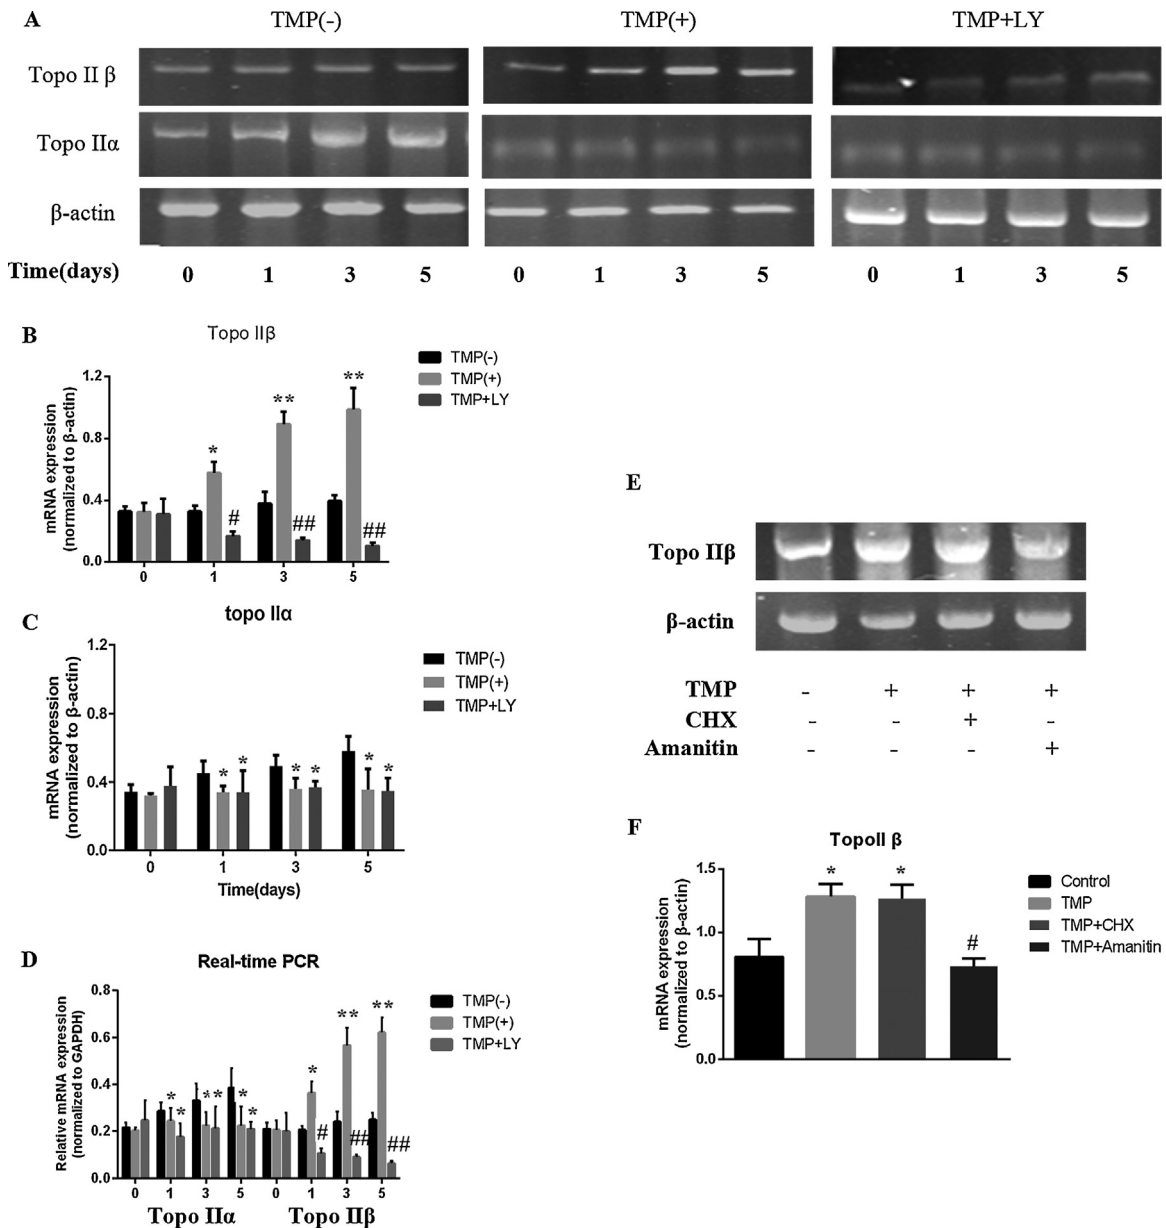 A
TMP(-) TMP(+) TMP+LY
Topo II β
Topo IIα
β-actin
Time(days) 0 1 3 5 0 1 3 5 0 1 3 5
B
Topo IIβ
TMP(-)
TMP(+)
TMP+LY
mRNA expression
(normalized to β-actin)
1.2
0.8
0.4
0.0
* ** **
# ## ##
0 1 3 5
C
topo IIα
TMP(-)
TMP(+)
TMP+LY
mRNA expression
(normalized to β-actin)
1.2
0.8
0.4
0.0
* * * * * *
0 1 3 5
Time(days)
D
Real-time PCR
TMP(-)
TMP(+)
TMP+LY
Relative mRNA expression
(normalized to GAPDH)
0.8
0.6
0.4
0.2
0.0
* * * * * * * ** **
# ## ##
0 1 3 5 0 1 3 5
Topo IIα Topo IIβ
E
Topo IIβ
β-actin
TMP - + + +
CHX - - + -
Amanitin - - - +
F
TopoII β
Control
TMP
TMP+CHX
TMP+Amanitin
mRNA expression
(normalized to β-actin)
1.5
1.0
0.5
0.0
* * #